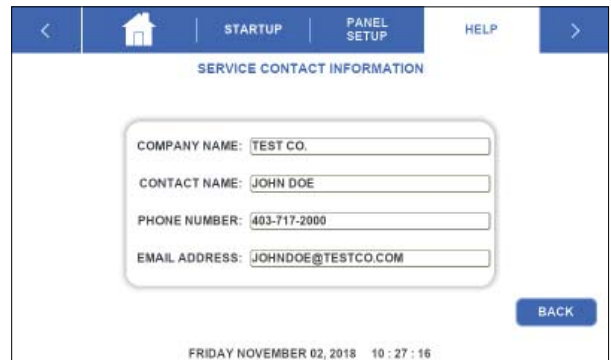 STARTUP
PANEL
SETUP
HELP
SERVICE CONTACT INFORMATION
COMPANY NAME: TEST CO.
CONTACT NAME: JOHN DOE
PHONE NUMBER: 403-717-2000
EMAIL ADDRESS: JOHNDOE@TESTCO.COM
BACK
FRIDAY NOVEMBER 02, 2018 10 : 27 : 16